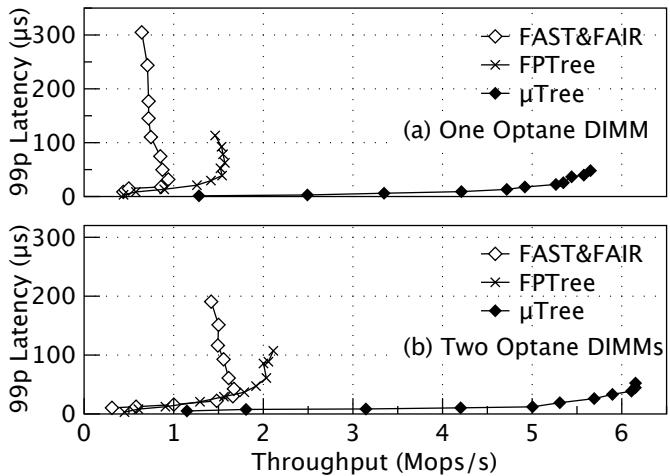 99p Latency (µs)
300
200
100
0
FAST&FAIR
FPTree
µTree
(a) One Optane DIMM
99p Latency (µs)
300
200
100
0
FAST&FAIR
FPTree
µTree
(b) Two Optane DIMMs
0 1 2 3 4 5 6
Throughput (Mops/s)